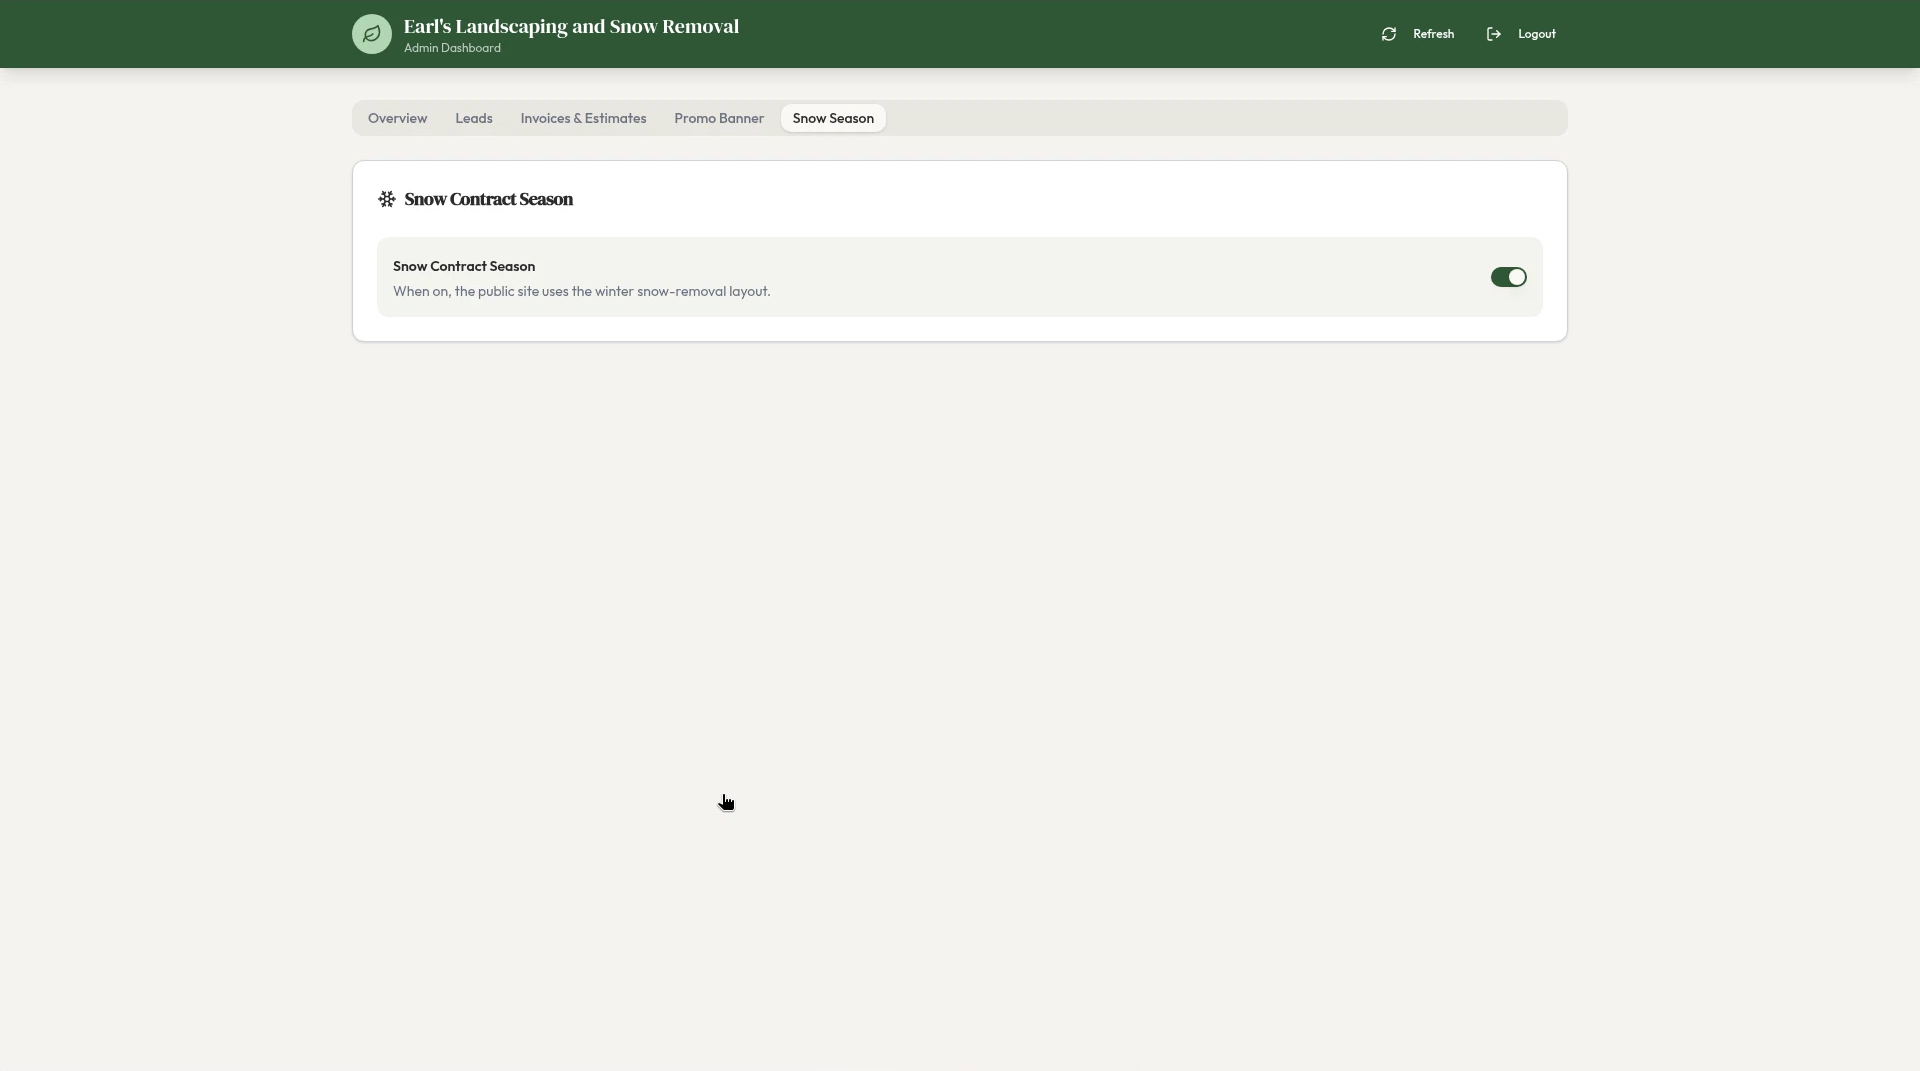 Earl's Landscaping and Snow Removal
Admin Dashboard
Refresh
Logout
Overview
Leads
Invoices & Estimates
Promo Banner
Snow Season
Snow Contract Season
Snow Contract Season
When on, the public site uses the winter snow-removal layout.